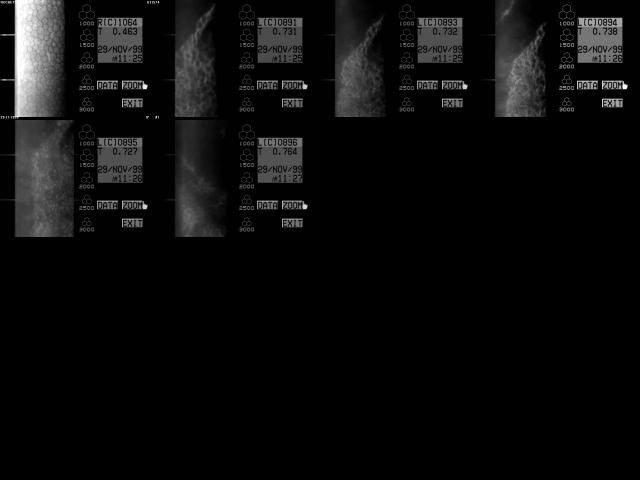 R(C)1064
1000
T 0.463
1500
29/NOV/99
11:25
2000
DATA ZOOM
2500
EXIT
3000
L(C)0891
1000
T 0.731
1500
29/NOV/99
11:25
2000
DATA ZOOM
2500
EXIT
3000
L(C)0893
1000
T 0.732
1500
29/NOV/99
11:25
2000
DATA ZOOM
2500
EXIT
3000
L(C)0894
1000
T 0.738
1500
29/NOV/99
11:26
2000
DATA ZOOM
2500
EXIT
3000
L(C)0895
1000
T 0.727
1500
29/NOV/99
11:26
2000
DATA ZOOM
2500
EXIT
3000
L(C)0896
1000
T 0.764
1500
29/NOV/99
11:27
2000
DATA ZOOM
2500
EXIT
3000